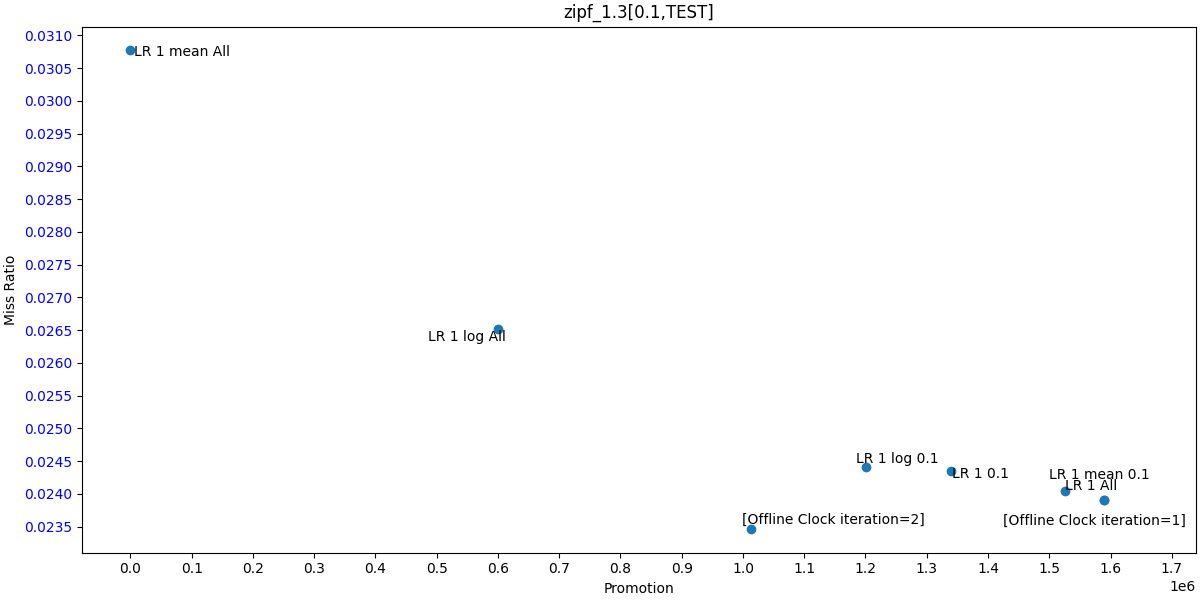 zipf_1.3[0.1,TEST]
Miss Ratio
0.0310
0.0305
0.0300
0.0295
0.0290
0.0285
0.0280
0.0275
0.0270
0.0265
0.0260
0.0255
0.0250
0.0245
0.0240
0.0235
LR 1 mean All
LR 1 log All
LR 1 log 0.1
LR 1 0.1
LR 1 mean 0.1
LR 1 All
[Offline Clock iteration=2]
[Offline Clock iteration=1]
0.0 0.1 0.2 0.3 0.4 0.5 0.6 0.7 0.8 0.9 1.0 1.1 1.2 1.3 1.4 1.5 1.6 1.7
1e6
Promotion